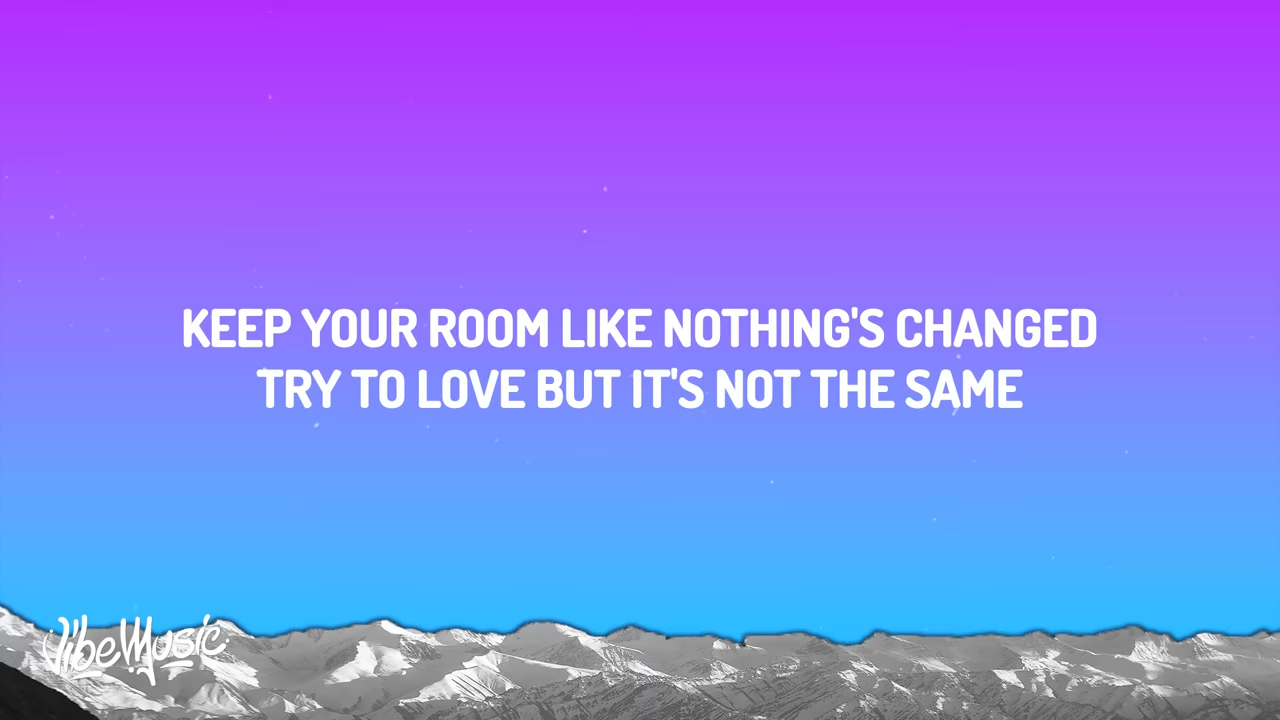 KEEP YOUR ROOM LIKE NOTHING'S CHANGED
TRY TO LOVE BUT IT'S NOT THE SAME
VibeMusic